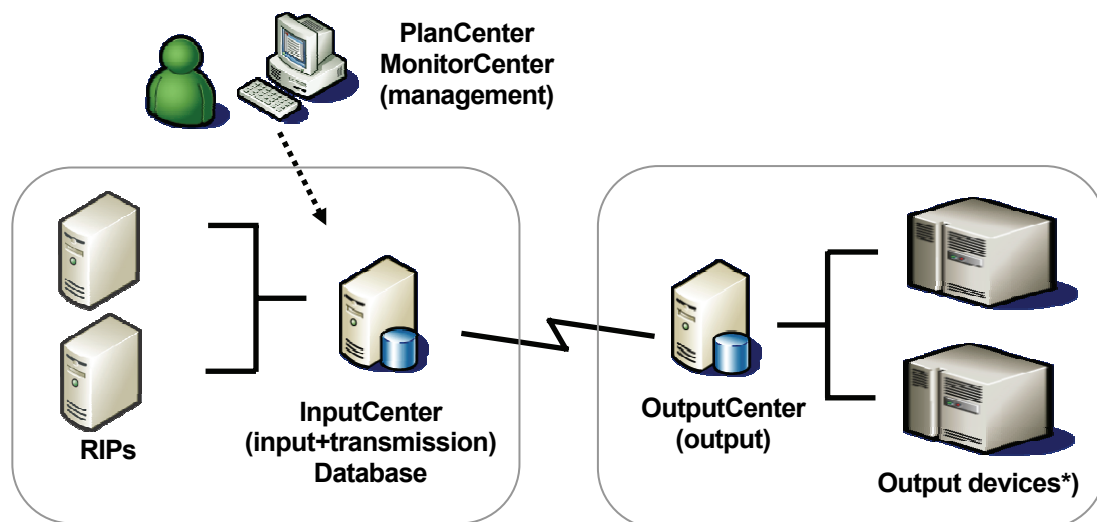 PlanCenter
MonitorCenter
(management)
RIPs
InputCenter
(input+transmission)
Database
OutputCenter
(output)
Output devices*)